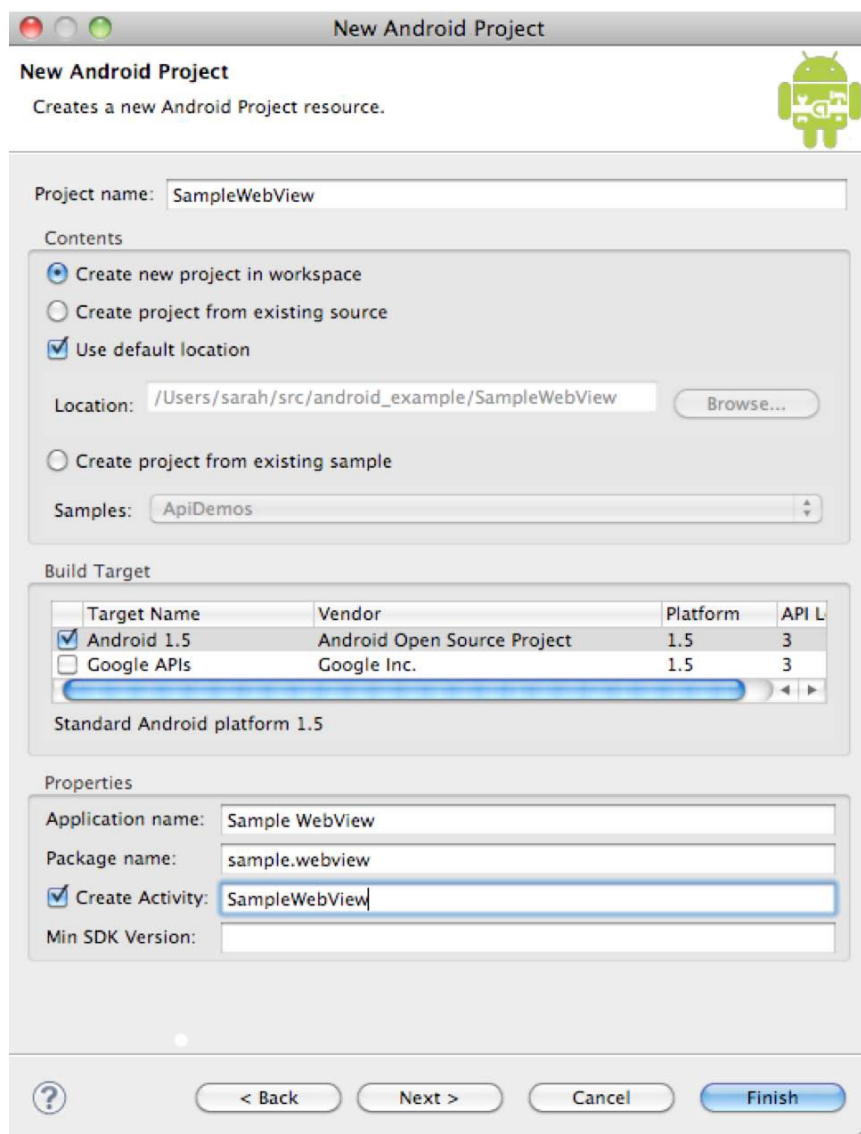 New Android Project
New Android Project
Creates a new Android Project resource.
Project name: SampleWebView
Contents
Create new project in workspace
Create project from existing source
Use default location
Location: /Users/sarah/src/android_example/SampleWebView Browse...
Create project from existing sample
Samples: ApiDemos
Build Target
Target Name Vendor Platform API L
Android 1.5 Android Open Source Project 1.5 3
Google APIs Google Inc. 1.5 3
Standard Android platform 1.5
Properties
Application name: Sample WebView
Package name: sample.webview
Create Activity: SampleWebView
Min SDK Version:
? < Back Next > Cancel Finish